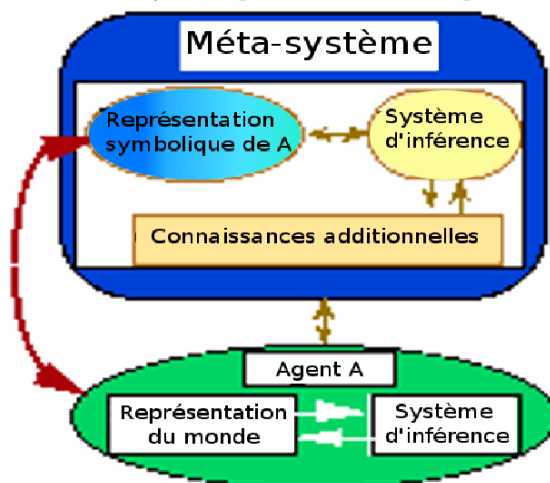 Méta-système
Représentation
symbolique de A
Système
d'inférence
Connaissances additionnelles
Agent A
Représentation
du monde
Système
d'inférence